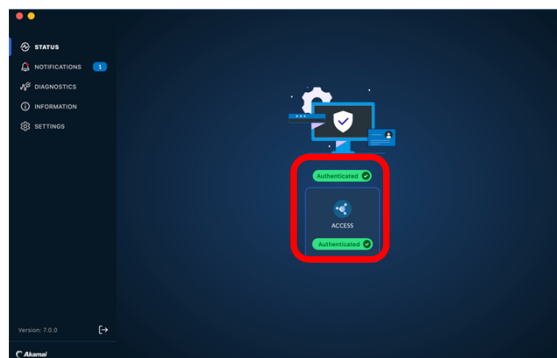 STATUS
NOTIFICATIONS 1
DIAGNOSTICS
INFORMATION
SETTINGS
Authenticated
ACCESS
Authenticated
Version: 7.0.0
Akamai